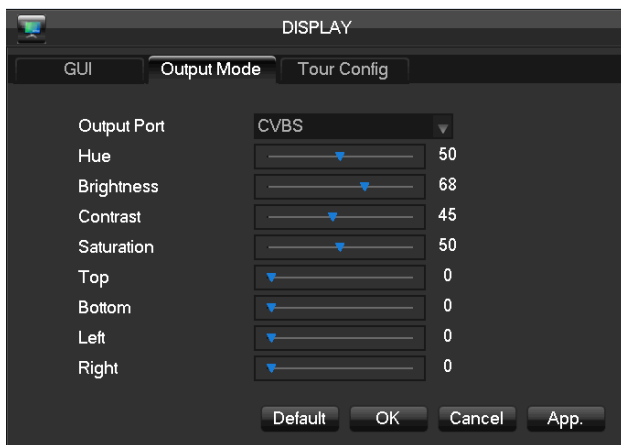 DISPLAY
GUI Output Mode Tour Config
Output Port CVBS
Hue 50
Brightness 68
Contrast 45
Saturation 50
Top 0
Bottom 0
Left 0
Right 0
Default OK Cancel App.